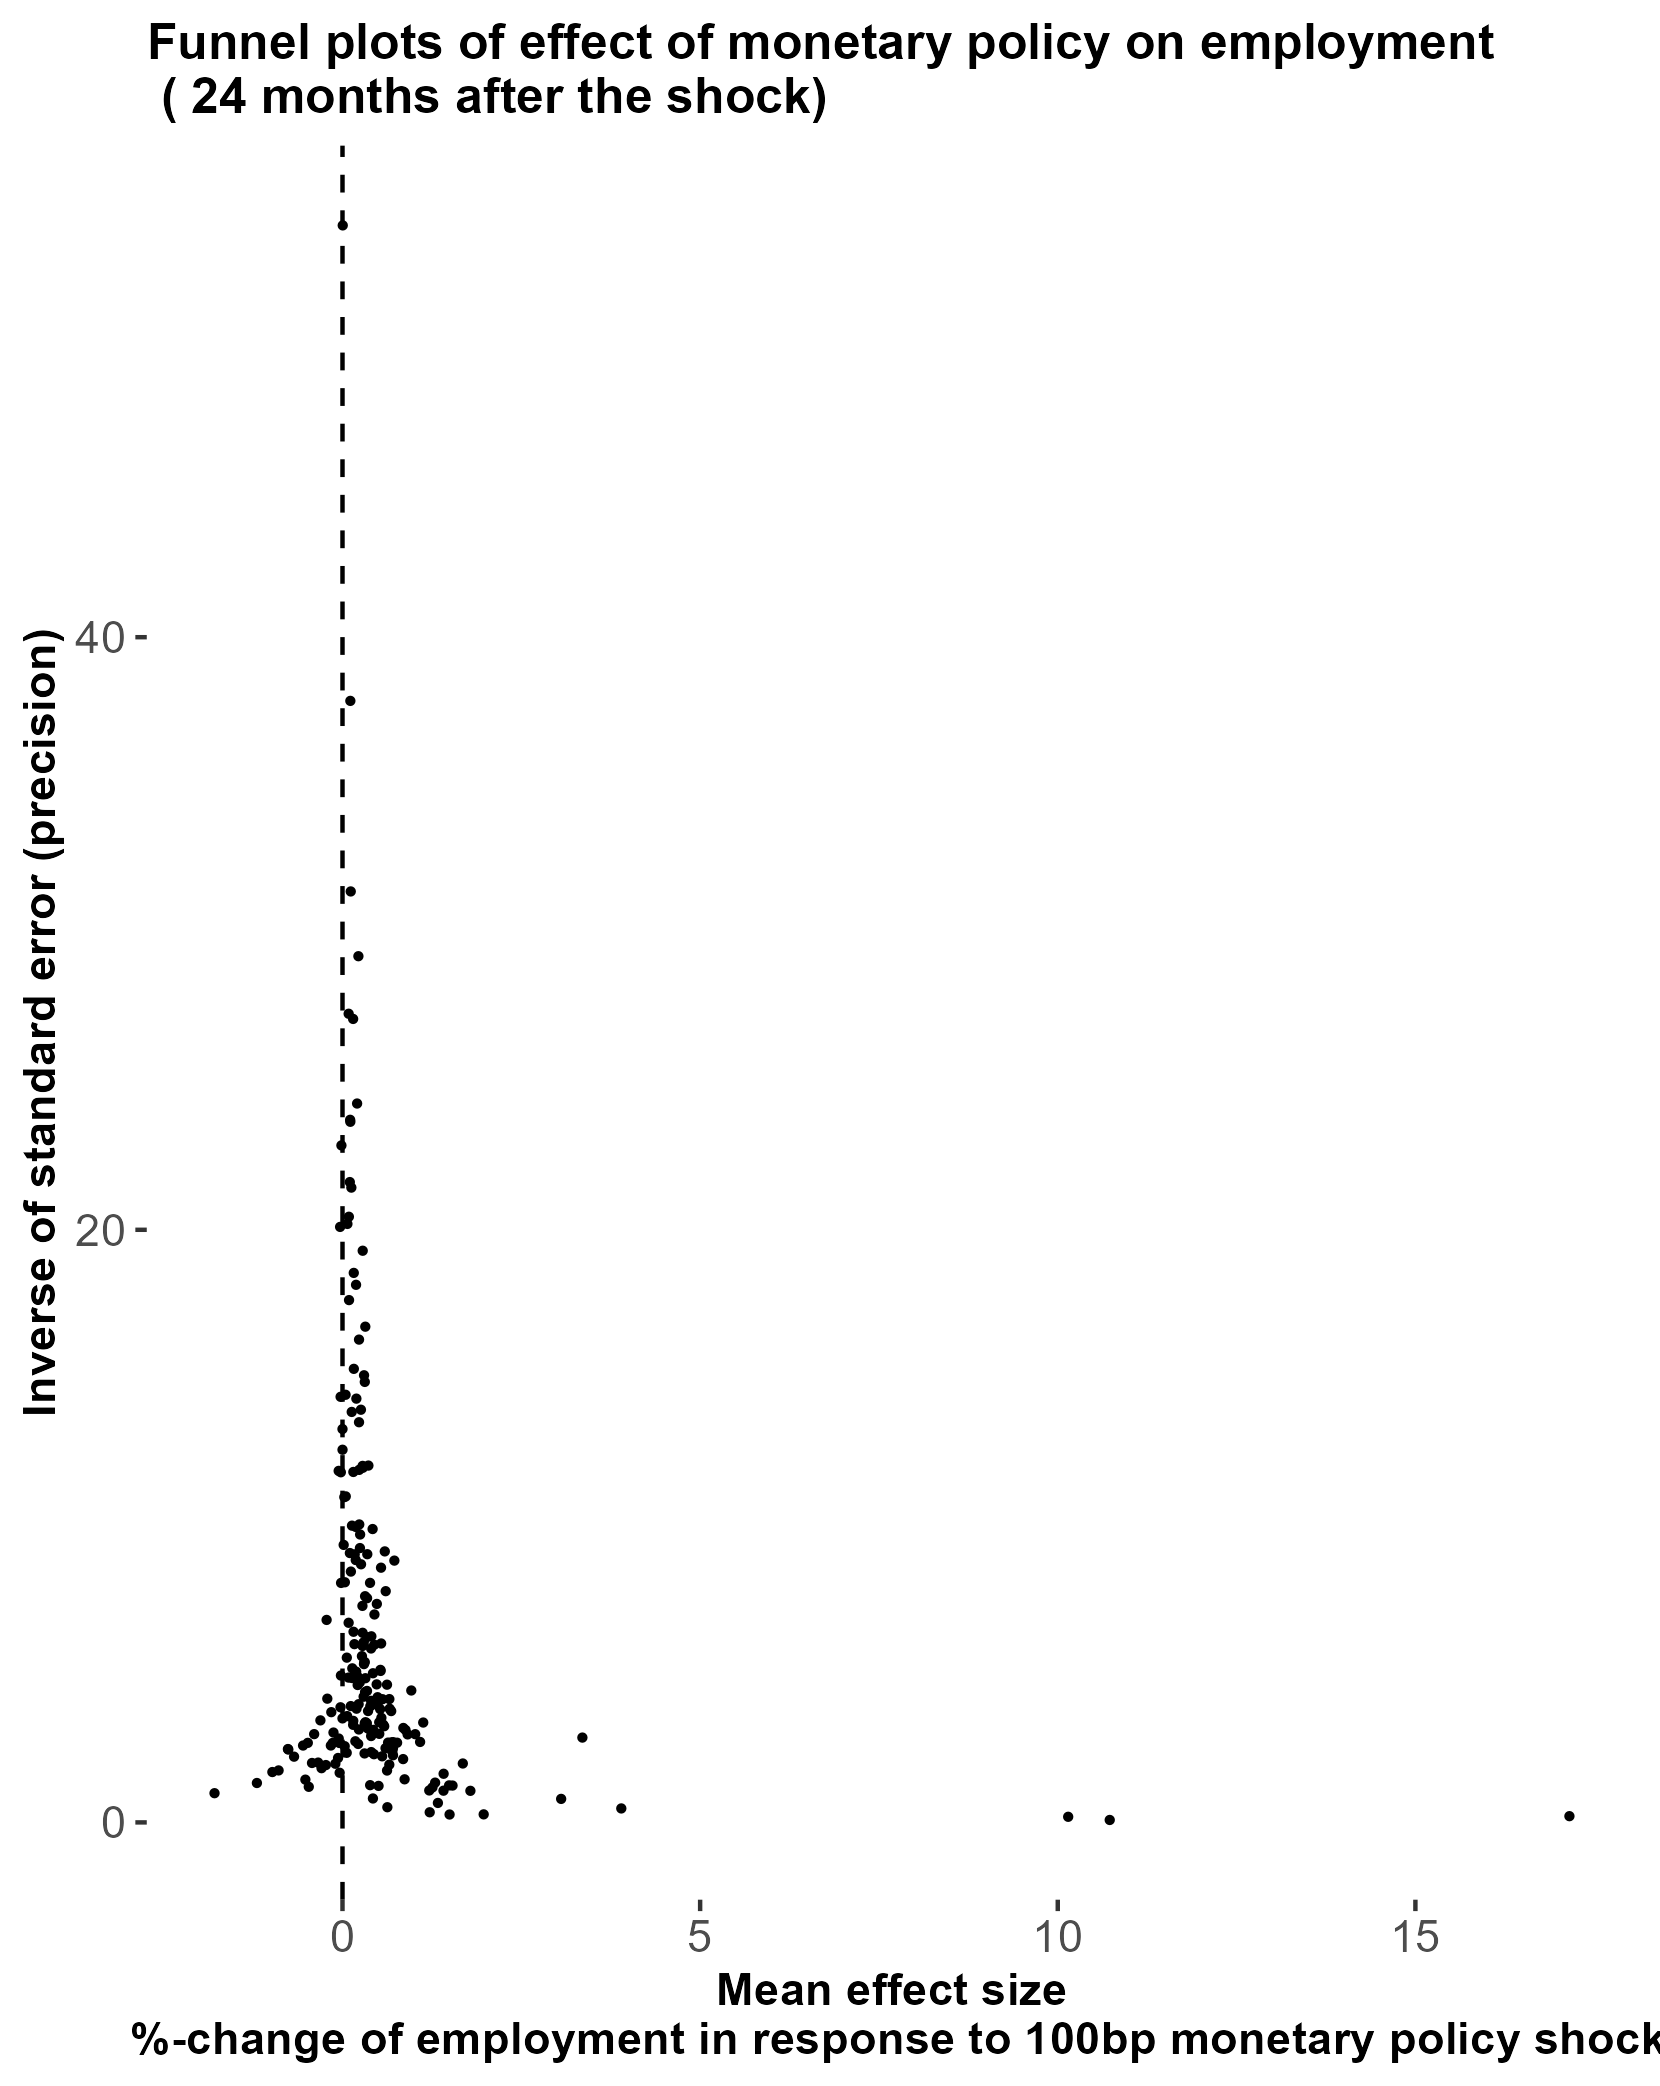 Funnel plots of effect of monetary policy on employment
( 24 months after the shock)
Inverse of standard error (precision)
40
20
0
0
5
10
15
Mean effect size
%-change of employment in response to 100bp monetary policy shock